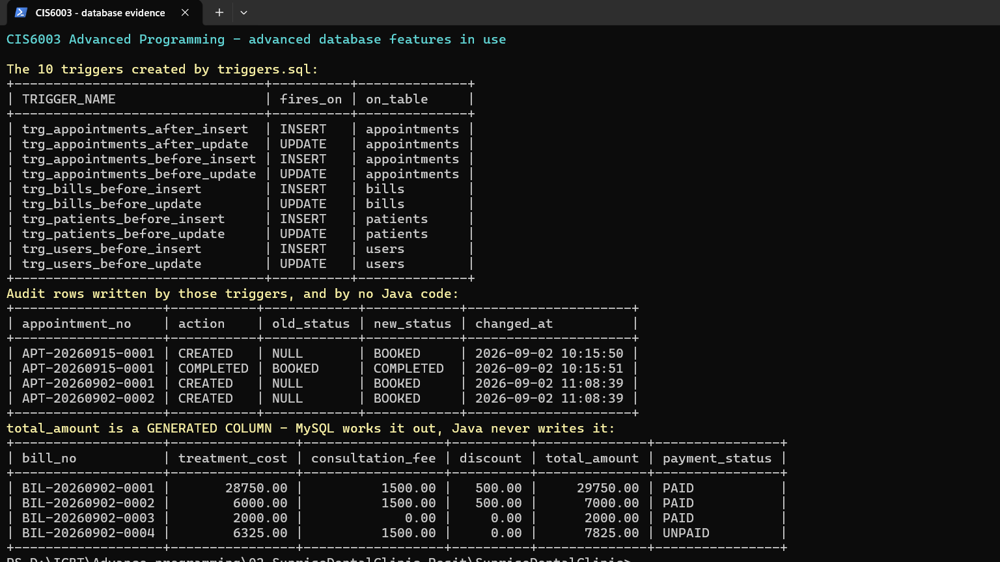 CIS6003 - database evidence
CIS6003 Advanced Programming - advanced database features in use
The 10 triggers created by triggers.sql:
+---------------------------------+----------+--------------+
| TRIGGER_NAME | fires_on | on_table |
+---------------------------------+----------+--------------+
| trg_appointments_after_insert | INSERT | appointments |
| trg_appointments_after_update | UPDATE | appointments |
| trg_appointments_before_insert | INSERT | appointments |
| trg_appointments_before_update | UPDATE | appointments |
| trg_bills_before_insert | INSERT | bills |
| trg_bills_before_update | UPDATE | bills |
| trg_patients_before_insert | INSERT | patients |
| trg_patients_before_update | UPDATE | patients |
| trg_users_before_insert | INSERT | users |
| trg_users_before_update | UPDATE | users |
+---------------------------------+----------+--------------+
Audit rows written by those triggers, and by no Java code:
+-------------------+-----------+------------+------------+---------------------+
| appointment_no | action | old_status | new_status | changed_at |
+-------------------+-----------+------------+------------+---------------------+
| APT-20260915-0001 | CREATED | NULL | BOOKED | 2026-09-02 10:15:50 |
| APT-20260915-0001 | COMPLETED | BOOKED | COMPLETED | 2026-09-02 10:15:51 |
| APT-20260902-0001 | CREATED | NULL | BOOKED | 2026-09-02 11:08:39 |
| APT-20260902-0002 | CREATED | NULL | BOOKED | 2026-09-02 11:08:39 |
+-------------------+-----------+------------+------------+---------------------+
total_amount is a GENERATED COLUMN - MySQL works it out, Java never writes it:
+-------------------+----------------+------------------+----------+--------------+----------------+
| bill_no | treatment_cost | consultation_fee | discount | total_amount | payment_status |
+-------------------+----------------+------------------+----------+--------------+----------------+
| BIL-20260902-0001 | 28750.00 | 1500.00 | 500.00 | 29750.00 | PAID |
| BIL-20260902-0002 | 6000.00 | 1500.00 | 500.00 | 7000.00 | PAID |
| BIL-20260902-0003 | 2000.00 | 0.00 | 0.00 | 2000.00 | PAID |
| BIL-20260902-0004 | 6325.00 | 1500.00 | 0.00 | 7825.00 | UNPAID |
+-------------------+----------------+------------------+----------+--------------+----------------+